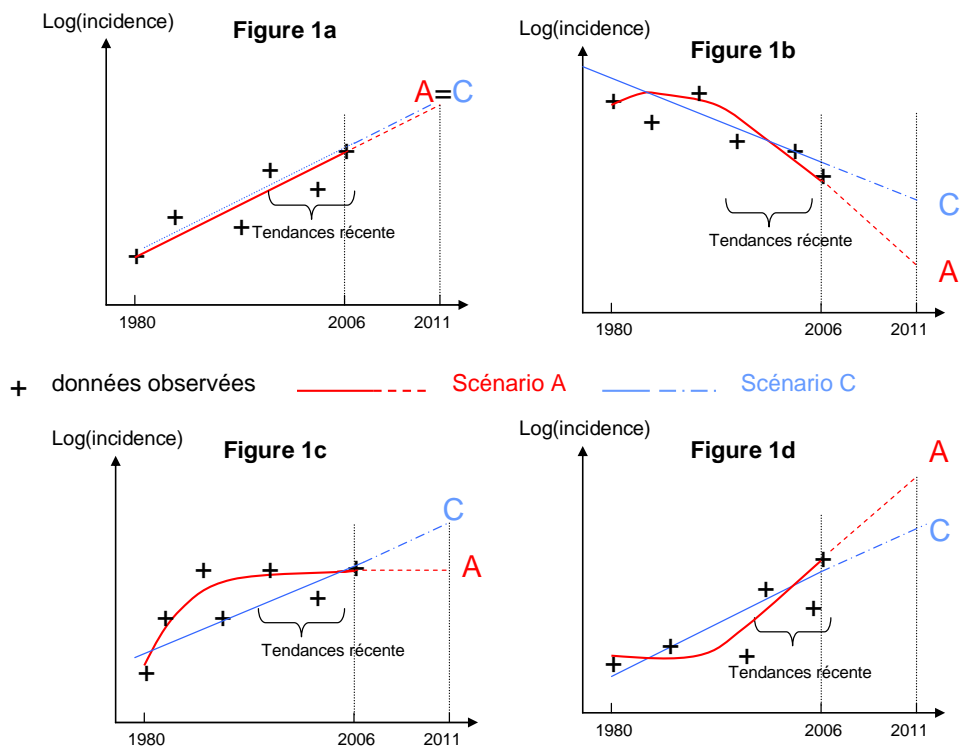 Log(incidence)
Figure 1a
A=C
Tendances récente
1980
2006
2011
Log(incidence)
Figure 1b
C
A
Tendances récente
1980
2006
2011
+ données observées Scénario A Scénario C
Log(incidence)
Figure 1c
C
A
Tendances récente
1980
2006
2011
Log(incidence)
Figure 1d
A
C
Tendances récente
1980
2006
2011